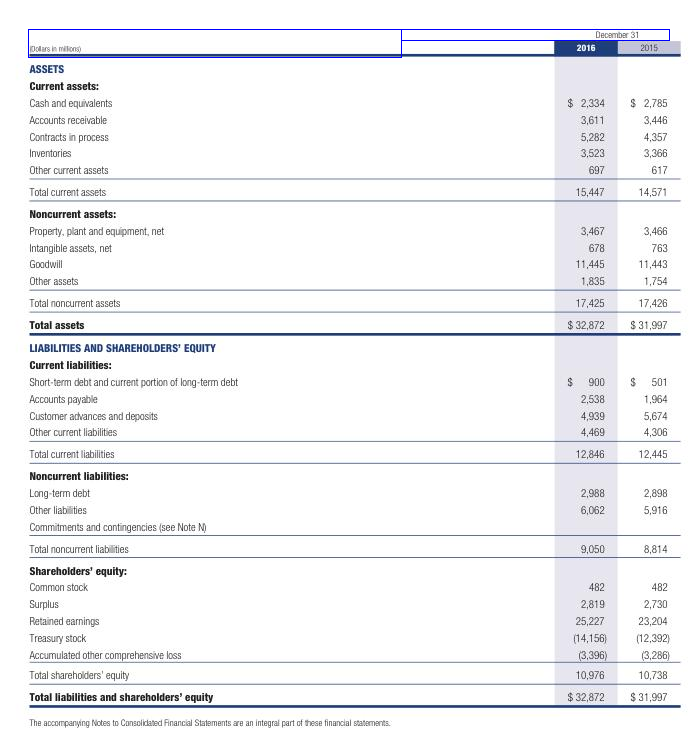 December 31
(Dollars in millions) 2016 2015
ASSETS
Current assets:
Cash and equivalents $ 2,334 $ 2,785
Accounts receivable 3,611 3,446
Contracts in process 5,282 4,357
Inventories 3,523 3,366
Other current assets 697 617
Total current assets 15,447 14,571
Noncurrent assets:
Property, plant and equipment, net 3,467 3,466
Intangible assets, net 678 763
Goodwill 11,445 11,443
Other assets 1,835 1,754
Total noncurrent assets 17,425 17,426
Total assets $ 32,872 $ 31,997
LIABILITIES AND SHAREHOLDERS’ EQUITY
Current liabilities:
Short-term debt and current portion of long-term debt $ 900 $ 501
Accounts payable 2,538 1,964
Customer advances and deposits 4,939 5,674
Other current liabilities 4,469 4,306
Total current liabilities 12,846 12,445
Noncurrent liabilities:
Long-term debt 2,988 2,898
Other liabilities 6,062 5,916
Commitments and contingencies (see Note N)
Total noncurrent liabilities 9,050 8,814
Shareholders’ equity:
Common stock 482 482
Surplus 2,819 2,730
Retained earnings 25,227 23,204
Treasury stock (14,156) (12,392)
Accumulated other comprehensive loss (3,396) (3,286)
Total shareholders’ equity 10,976 10,738
Total liabilities and shareholders’ equity $ 32,872 $ 31,997
The accompanying Notes to Consolidated Financial Statements are an integral part of these financial statements.